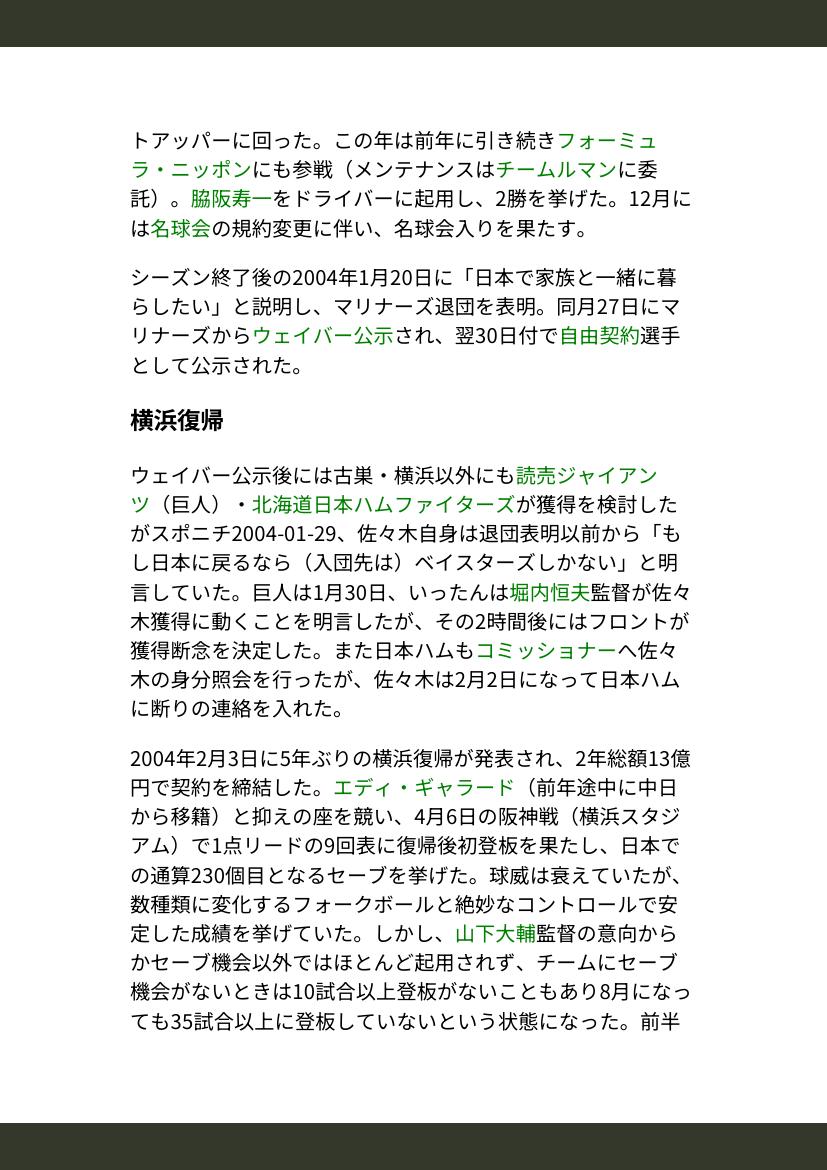 トアッパーに回った。この年は前年に引き続きフォーミュ
ラ・ニッポンにも参戦（メンテナンスはチームルマンに委
託）。脇阪寿一をドライバーに起用し、2勝を挙げた。12月に
は名球会の規約変更に伴い、名球会入りを果たす。
シーズン終了後の2004年1月20日に「日本で家族と一緒に暮
らしたい」と説明し、マリナーズ退団を表明。同月27日にマ
リナーズからウェイバー公示され、翌30日付で自由契約選手
として公示された。
横浜復帰
ウェイバー公示後には古巣・横浜以外にも読売ジャイアン
ツ（巨人）・北海道日本ハムファイターズが獲得を検討した
がスポニチ2004-01-29、佐々木自身は退団表明以前から「も
し日本に戻るなら（入団先は）ベイスターズしかない」と明
言していた。巨人は1月30日、いったんは堀内恒夫監督が佐々
木獲得に動くことを明言したが、その2時間後にはフロントが
獲得断念を決定した。また日本ハムもコミッショナーへ佐々
木の身分照会を行ったが、佐々木は2月2日になって日本ハム
に断りの連絡を入れた。
2004年2月3日に5年ぶりの横浜復帰が発表され、2年総額13億
円で契約を締結した。エディ・ギャラード（前年途中に中日
から移籍）と抑えの座を競い、4月6日の阪神戦（横浜スタジ
アム）で1点リードの9回表に復帰後初登板を果たし、日本で
の通算230個目となるセーブを挙げた。球威は衰えていたが、
数種類に変化するフォークボールと絶妙なコントロールで安
定した成績を挙げていた。しかし、山下大輔監督の意向から
かセーブ機会以外ではほとんど起用されず、チームにセーブ
機会がないときは10試合以上登板がないこともあり8月になっ
ても35試合以上に登板していないという状態になった。前半